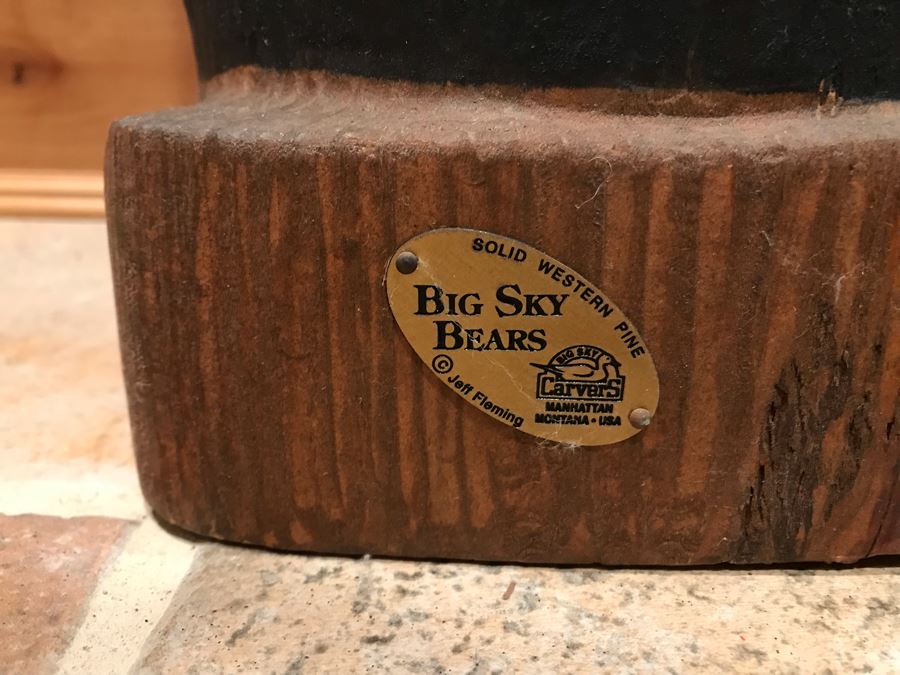 SOLID WESTERN PINE
BIG SKY
BEARS
© Jeff Fleming
BIG SKY
CarverS
MANHATTAN
MONTANA • USA